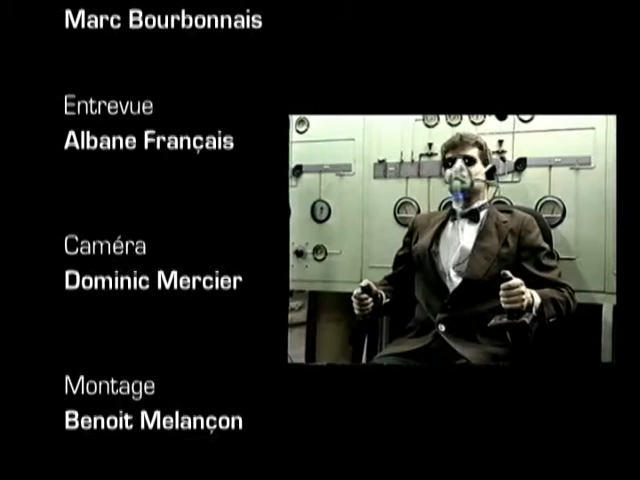 Marc Bourbonnais
Entrevue
Albane Français
Caméra
Dominic Mercier
Montage
Benoit Melançon